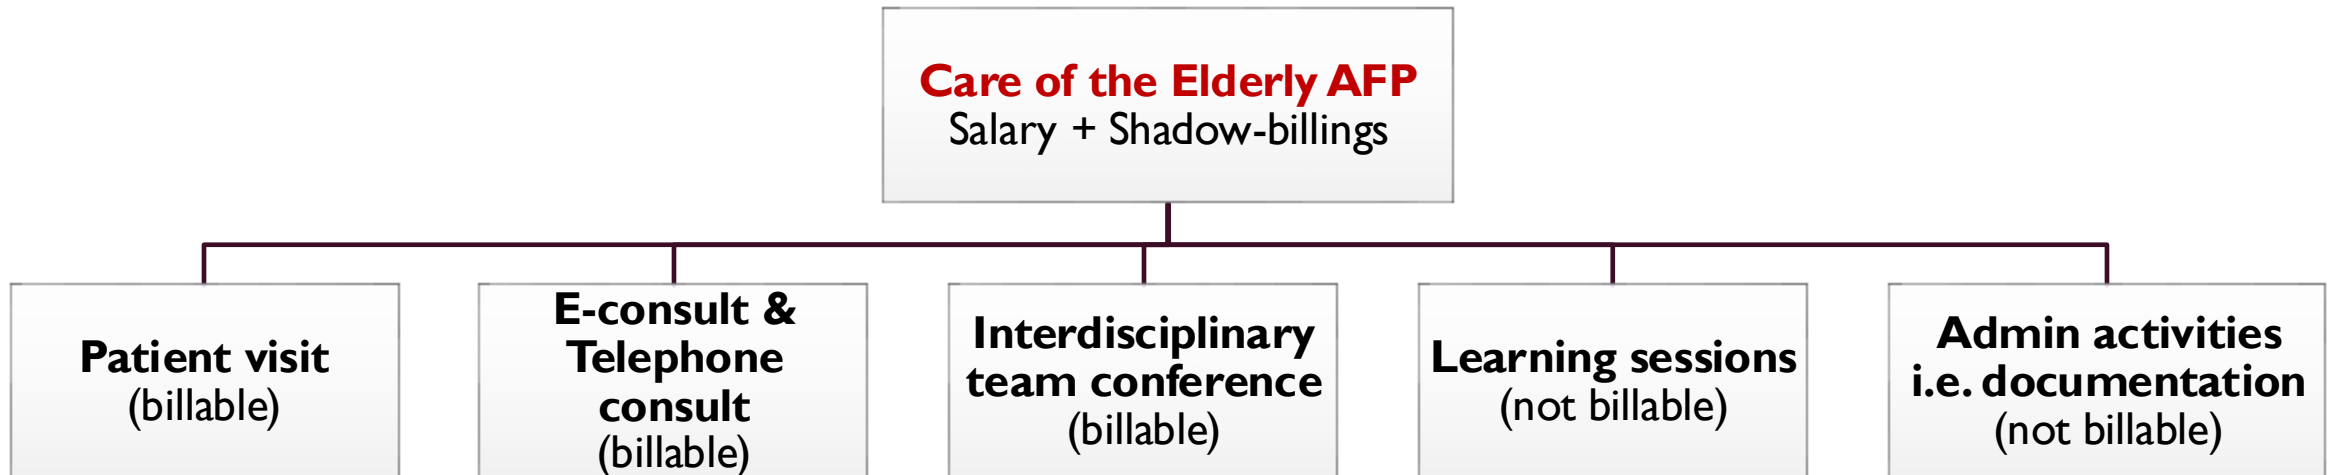 Care of the Elderly AFP
Salary + Shadow-billings
Patient visit
(billable)
E-consult &
Telephone
consult
(billable)
Interdisciplinary
team conference
(billable)
Learning sessions
(not billable)
Admin activities
i.e. documentation
(not billable)